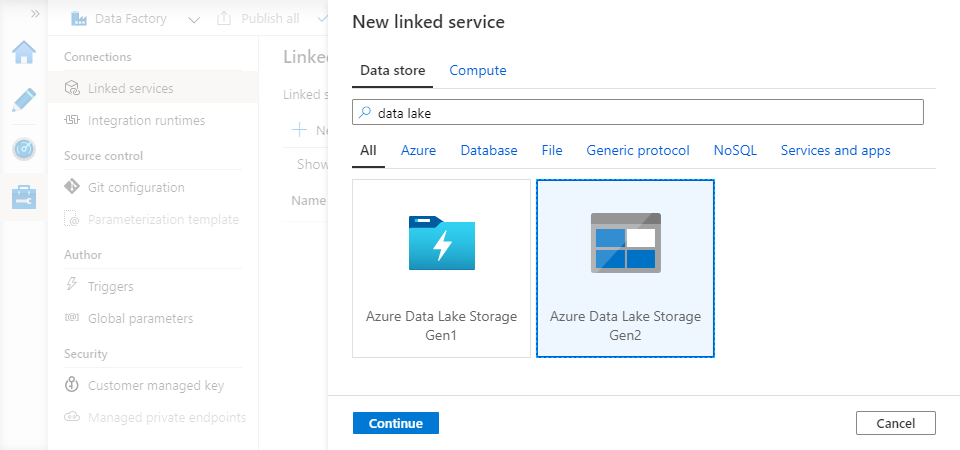 »
Data Factory
Publish all
Connections
Linked services
Integration runtimes
Source control
Git configuration
Parameterization template
Author
Triggers
Global parameters
Security
Customer managed key
Managed private endpoints
Linked s
Ne
Show
Name
New linked service
Data store Compute
data lake
All Azure Database File Generic protocol NoSQL Services and apps
Azure Data Lake Storage
Gen1
Azure Data Lake Storage
Gen2
Continue Cancel